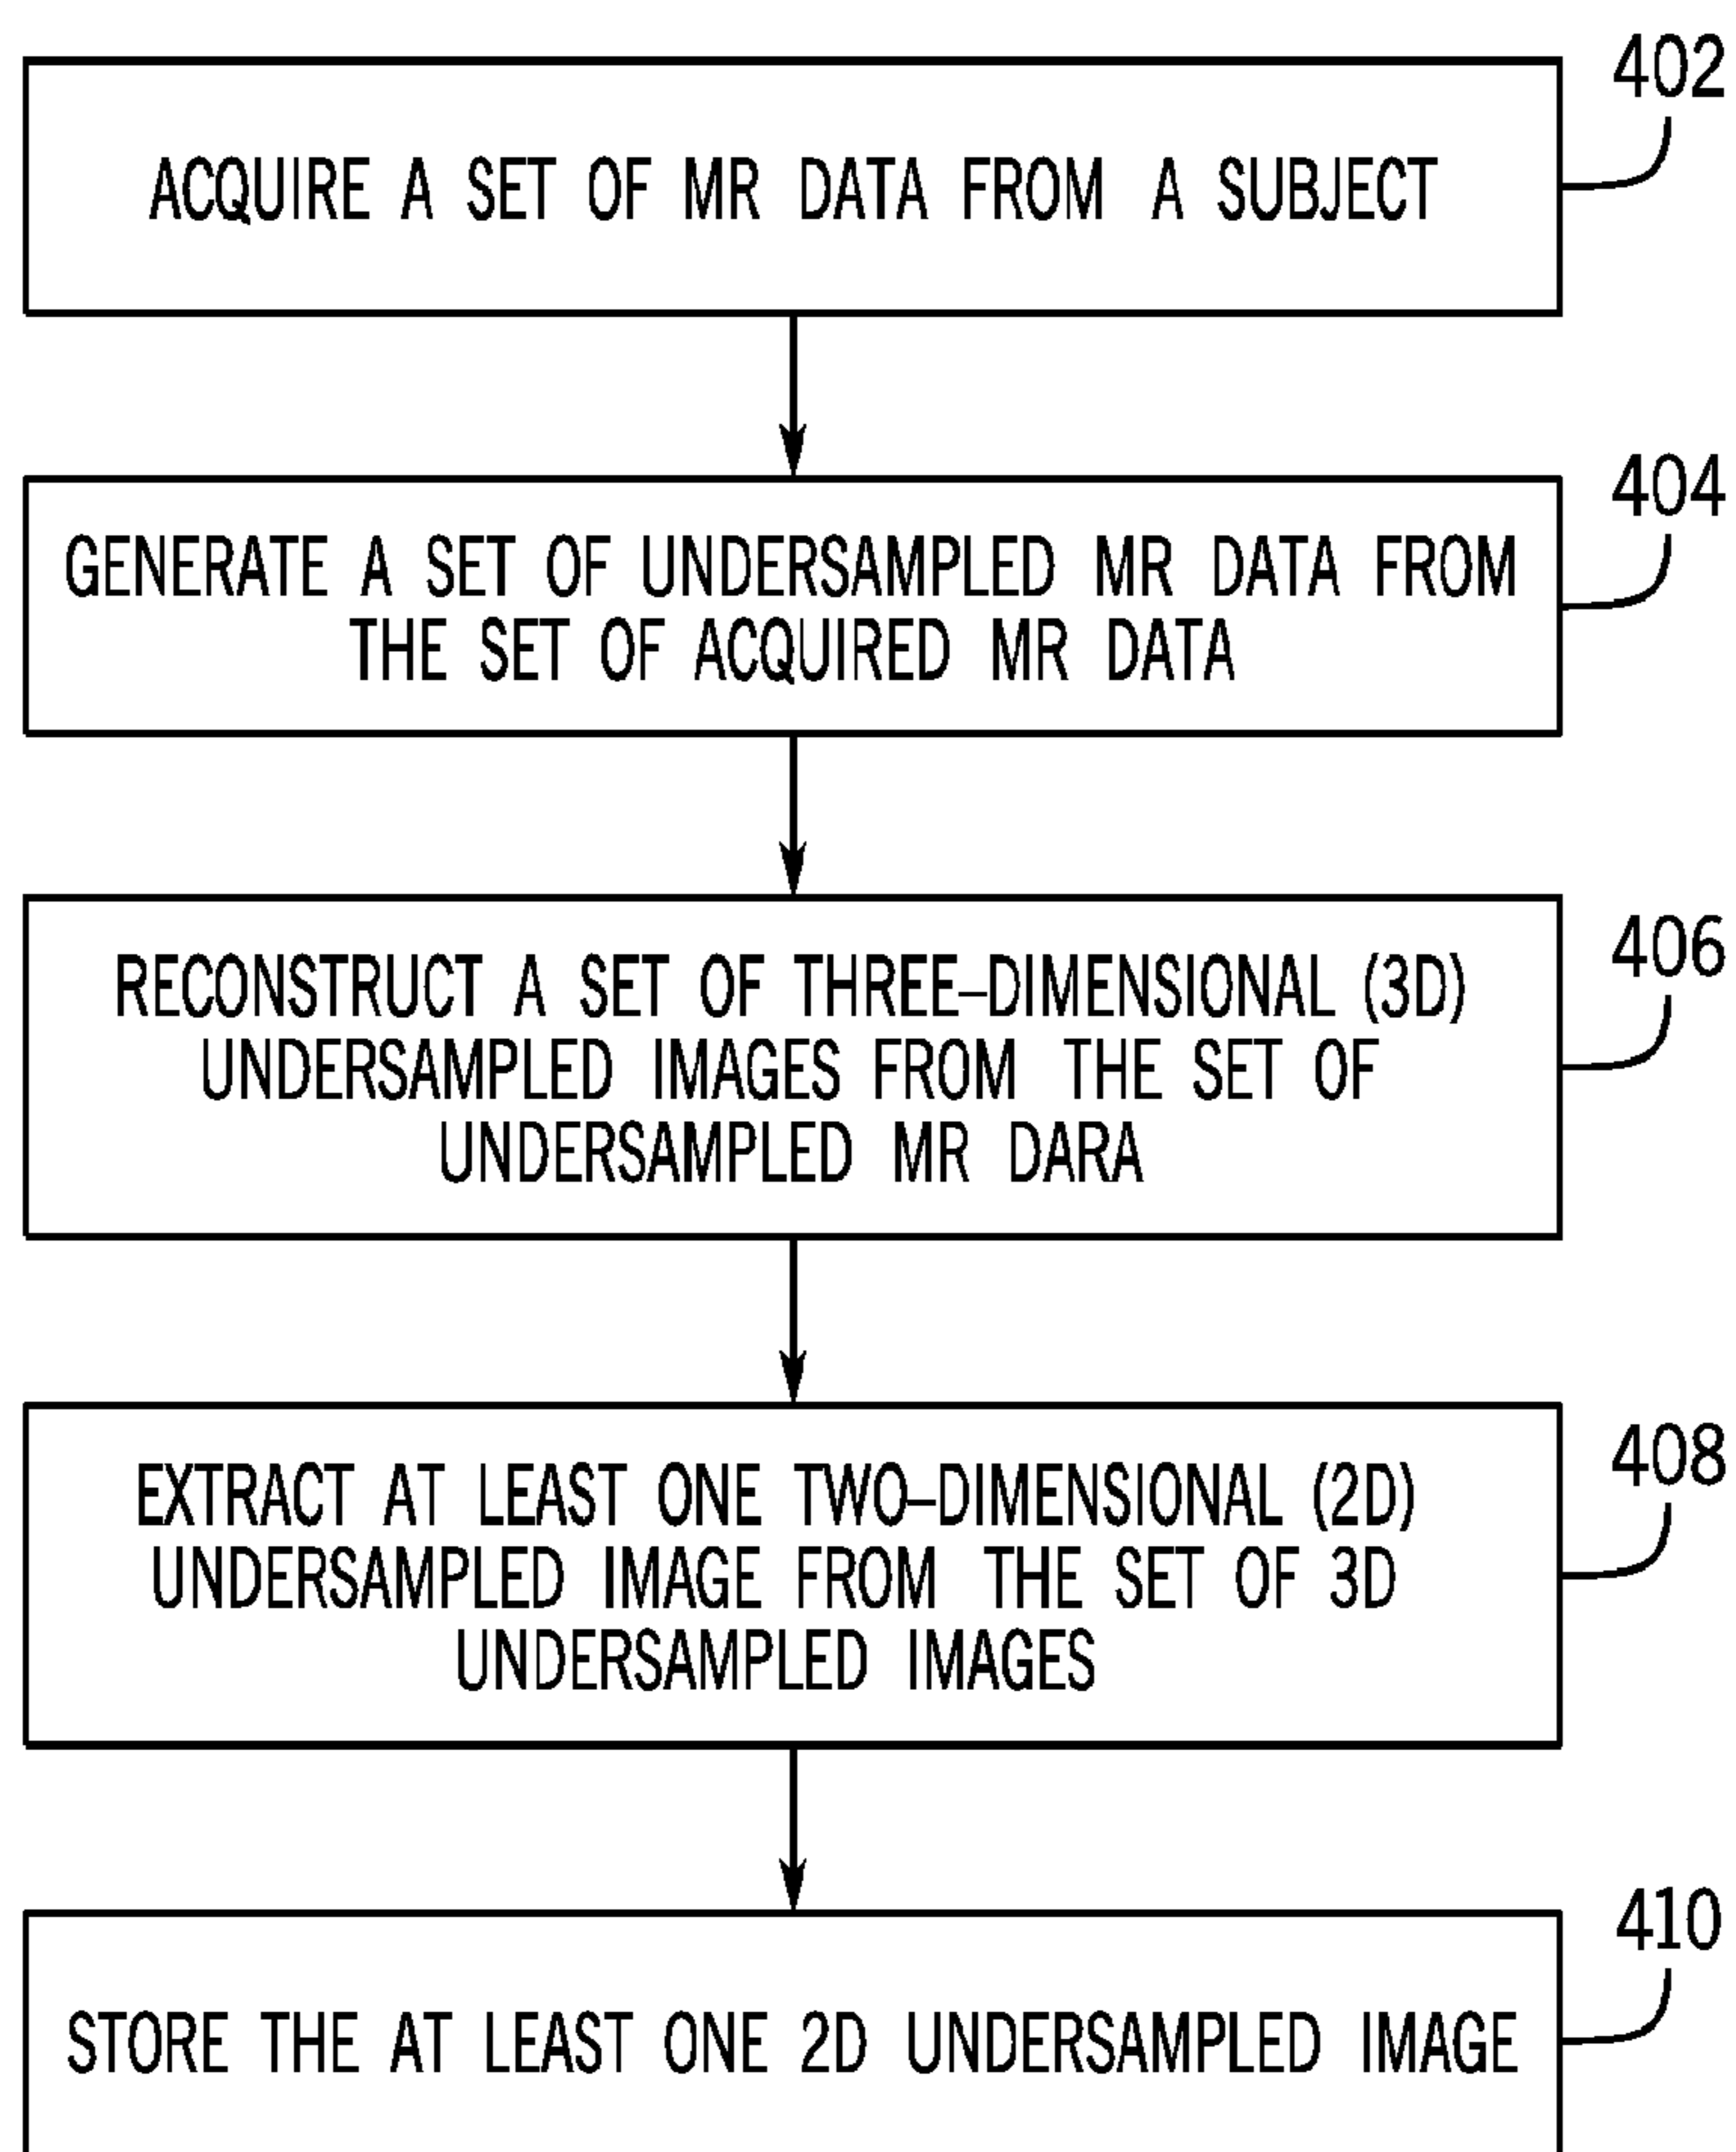 402
ACQUIRE A SET OF MR DATA FROM A SUBJECT
404
GENERATE A SET OF UNDERSAMPLED MR DATA FROM
THE SET OF ACQUIRED MR DATA
406
RECONSTRUCT A SET OF THREE–DIMENSIONAL (3D)
UNDERSAMPLED IMAGES FROM THE SET OF
UNDERSAMPLED MR DARA
408
EXTRACT AT LEAST ONE TWO–DIMENSIONAL (2D)
UNDERSAMPLED IMAGE FROM THE SET OF 3D
UNDERSAMPLED IMAGES
410
STORE THE AT LEAST ONE 2D UNDERSAMPLED IMAGE